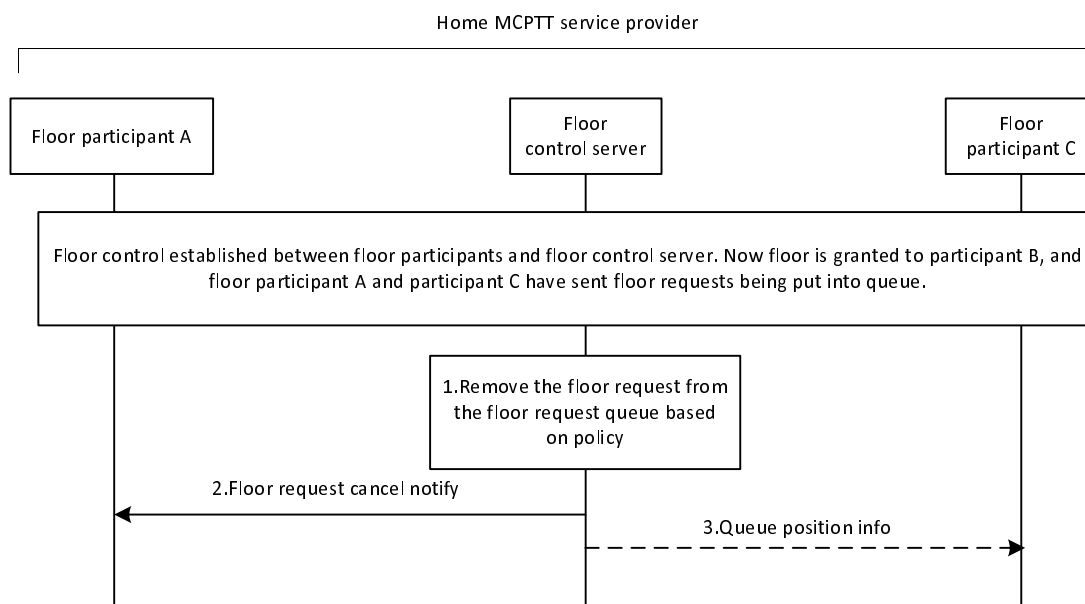 Home MCPTT service provider
Floor participant A
Floor
control server
Floor
participant C
Floor control established between floor participants and floor control server. Now floor is granted to participant B, and
floor participant A and participant C have sent floor requests being put into queue.
1.Remove the floor request from
the floor request queue based
on policy
2.Floor request cancel notify
3.Queue position info